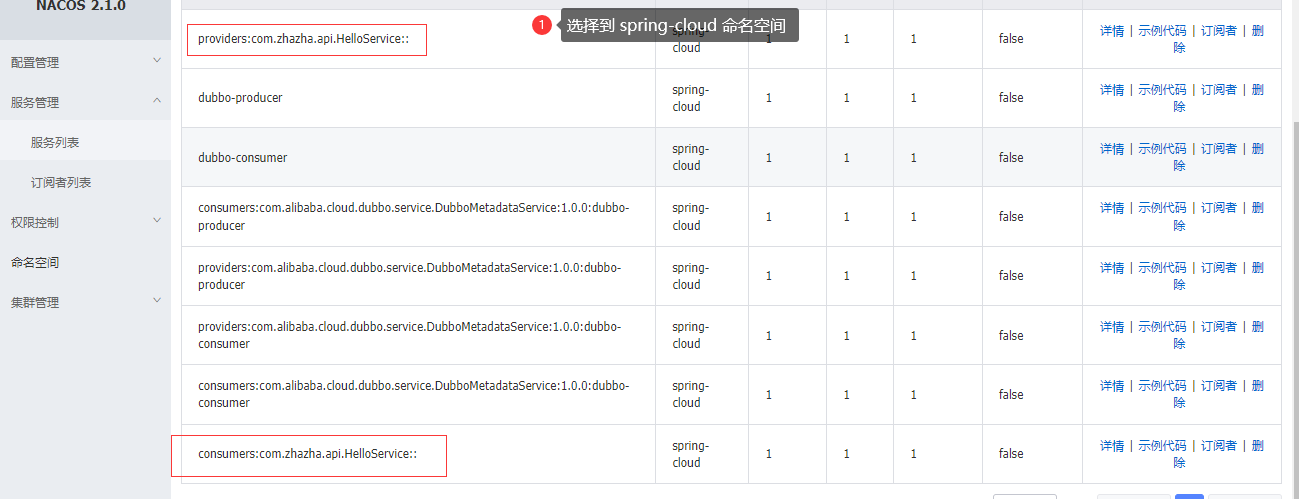 NACOS 2.1.0
配置管理
服务管理
服务列表
订阅者列表
权限控制
命名空间
集群管理
1 选择到 spring-cloud 命名空间
providers:com.zhazha.api.HelloService::
spring-
cloud
1
1
1
false
详情 | 示例代码 | 订阅者 | 删
除
dubbo-producer
spring-
cloud
1
1
1
false
详情 | 示例代码 | 订阅者 | 删
除
dubbo-consumer
spring-
cloud
1
1
1
false
详情 | 示例代码 | 订阅者 | 删
除
consumers:com.alibaba.cloud.dubbo.service.DubboMetadataService:1.0.0:dubbo-
producer
spring-
cloud
1
1
1
false
详情 | 示例代码 | 订阅者 | 删
除
providers:com.alibaba.cloud.dubbo.service.DubboMetadataService:1.0.0:dubbo-
producer
spring-
cloud
1
1
1
false
详情 | 示例代码 | 订阅者 | 删
除
providers:com.alibaba.cloud.dubbo.service.DubboMetadataService:1.0.0:dubbo-
consumer
spring-
cloud
1
1
1
false
详情 | 示例代码 | 订阅者 | 删
除
consumers:com.alibaba.cloud.dubbo.service.DubboMetadataService:1.0.0:dubbo-
consumer
spring-
cloud
1
1
1
false
详情 | 示例代码 | 订阅者 | 删
除
consumers:com.zhazha.api.HelloService::
spring-
cloud
1
1
1
false
详情 | 示例代码 | 订阅者 | 删
除